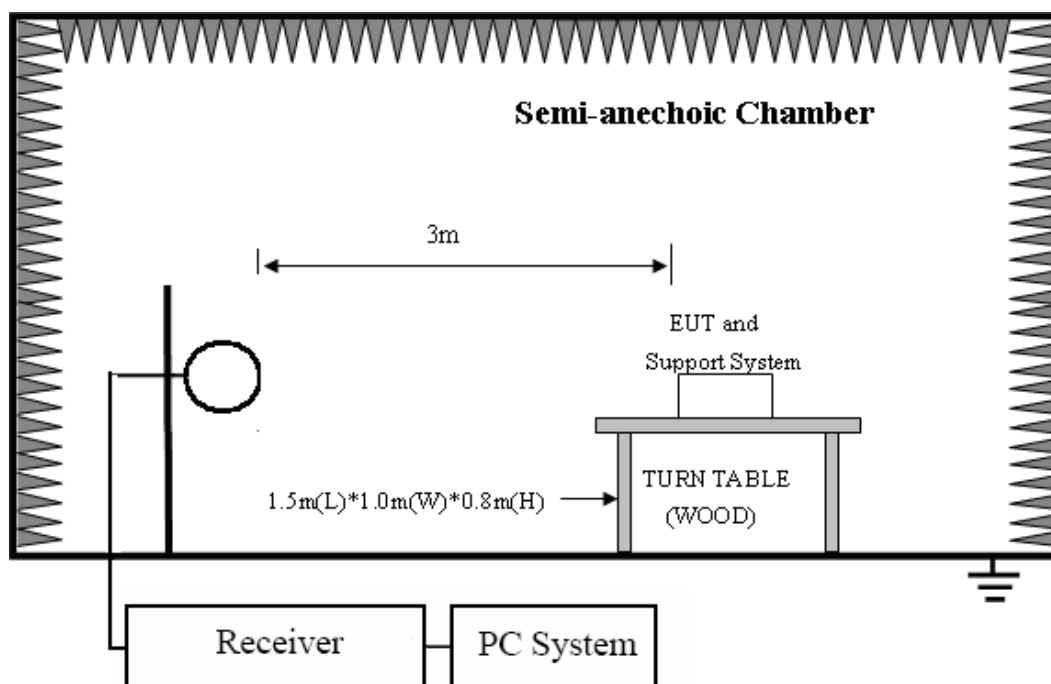 Semi-anechoic Chamber
3m
EUT and
Support System
1.5m(L)*1.0m(W)*0.8m(H)
TURN TABLE
(WOOD)
Receiver
PC System